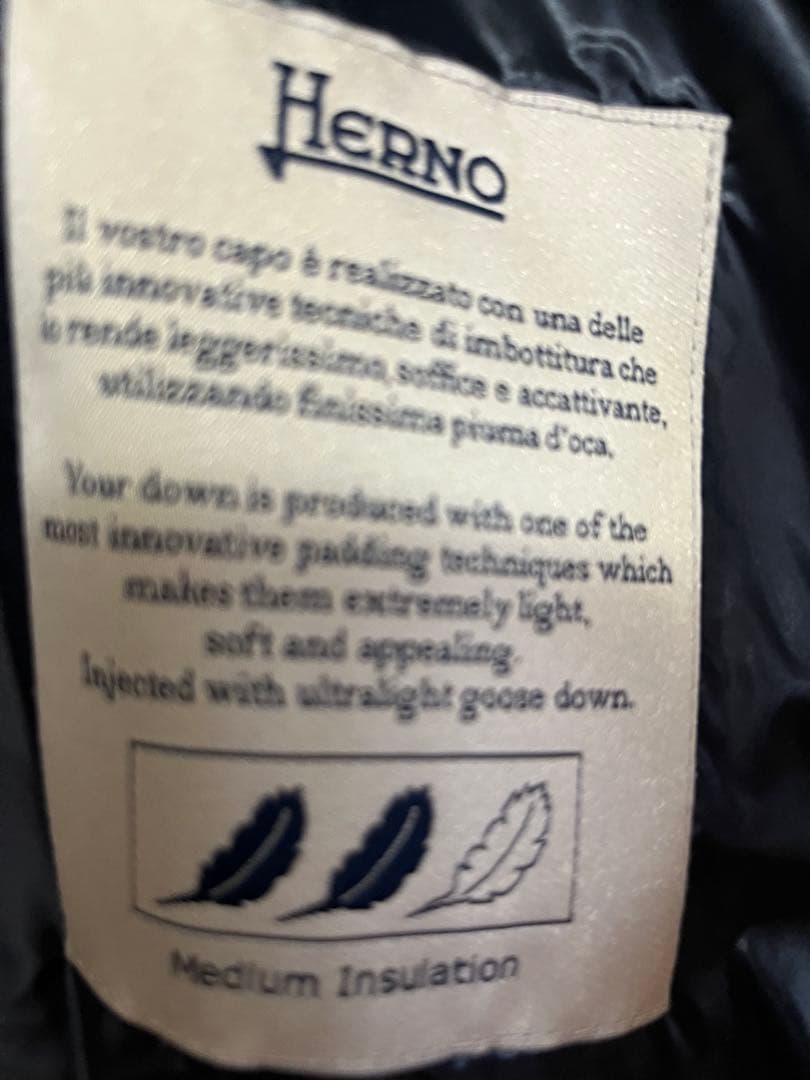 HERNO
Il vostro capo è realizzato con una delle
più innovative tecniche di imbottitura che
lo rende leggerissimo, soffice e accattivante,
utilizzando finissima piuma d'oca.
Your down is produced with one of the
most innovative padding techniques which
makes them extremely light,
soft and appealing.
Injected with ultralight goose down.
Medium Insulation